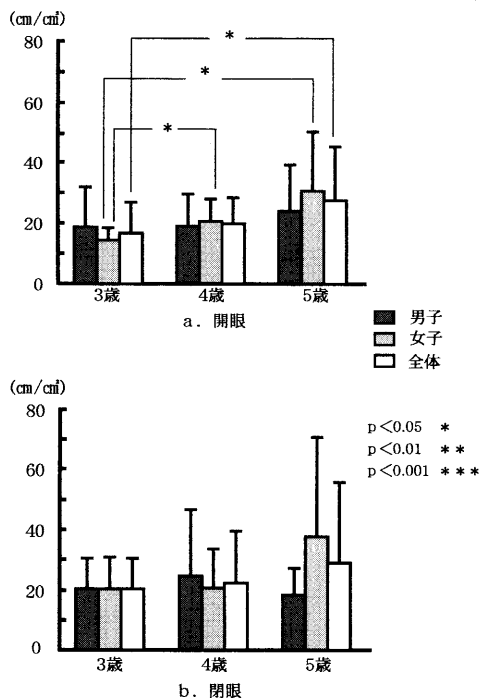 (cm/cm²)
80
60
40
20
0
*
*
*
3歳
4歳
5歳
a. 開眼
男子
女子
全体
(cm/cm²)
80
60
40
20
0
p<0.05 *
p<0.01 **
p<0.001 ***
3歳
4歳
5歳
b. 閉眼